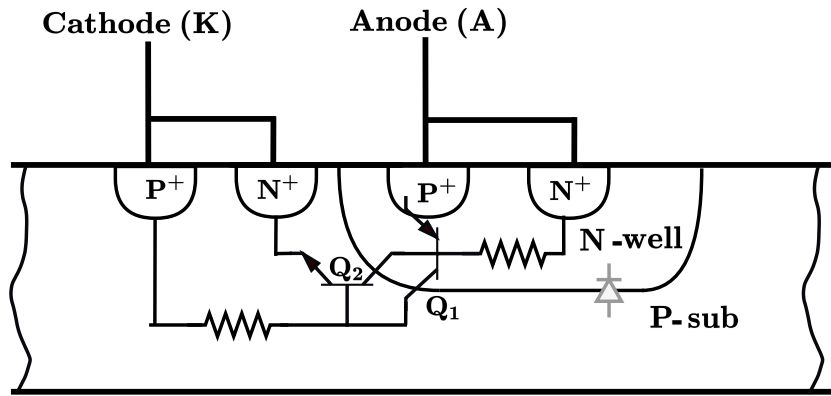 Cathode (K) Anode (A)
P+ N+ P+ N+
N-well
Q2
Q1
P-sub